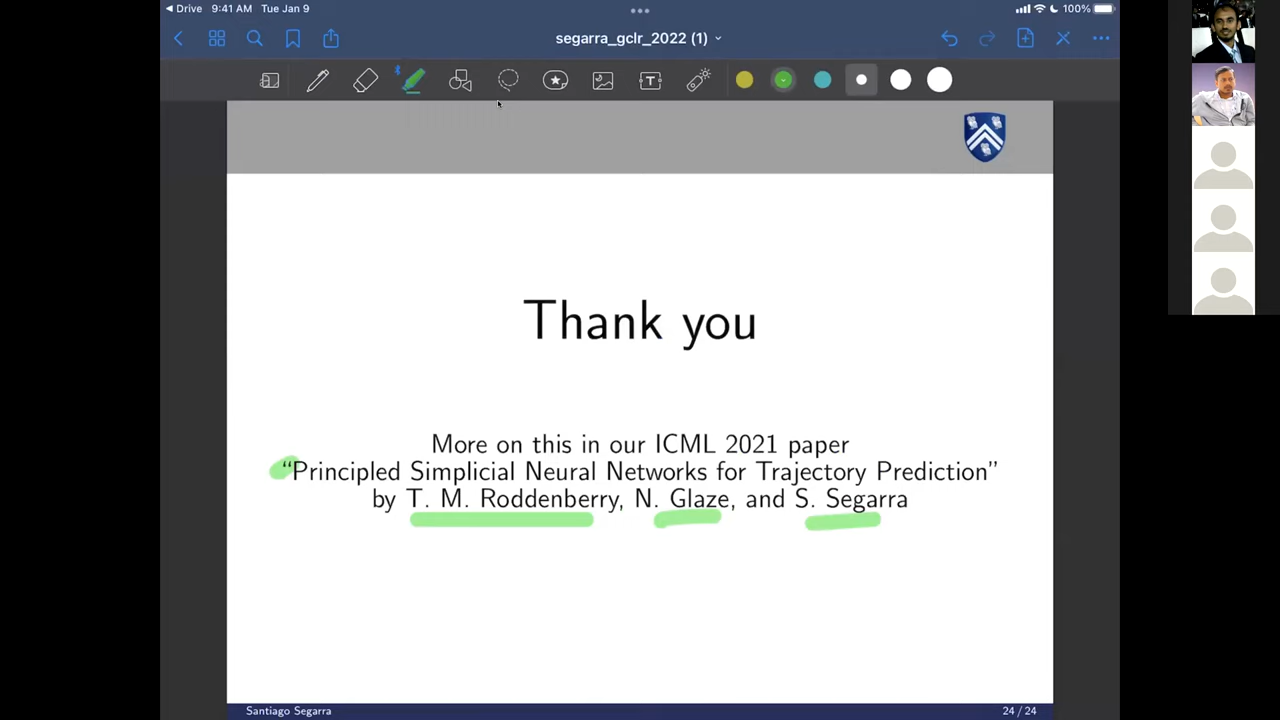 Drive 9:41 AM Tue Jan 9
100%
segarra_gclr_2022 (1)
Thank you
More on this in our ICML 2021 paper
“Principled Simplicial Neural Networks for Trajectory Prediction”
by T. M. Roddenberry, N. Glaze, and S. Segarra
Santiago Segarra
24 / 24